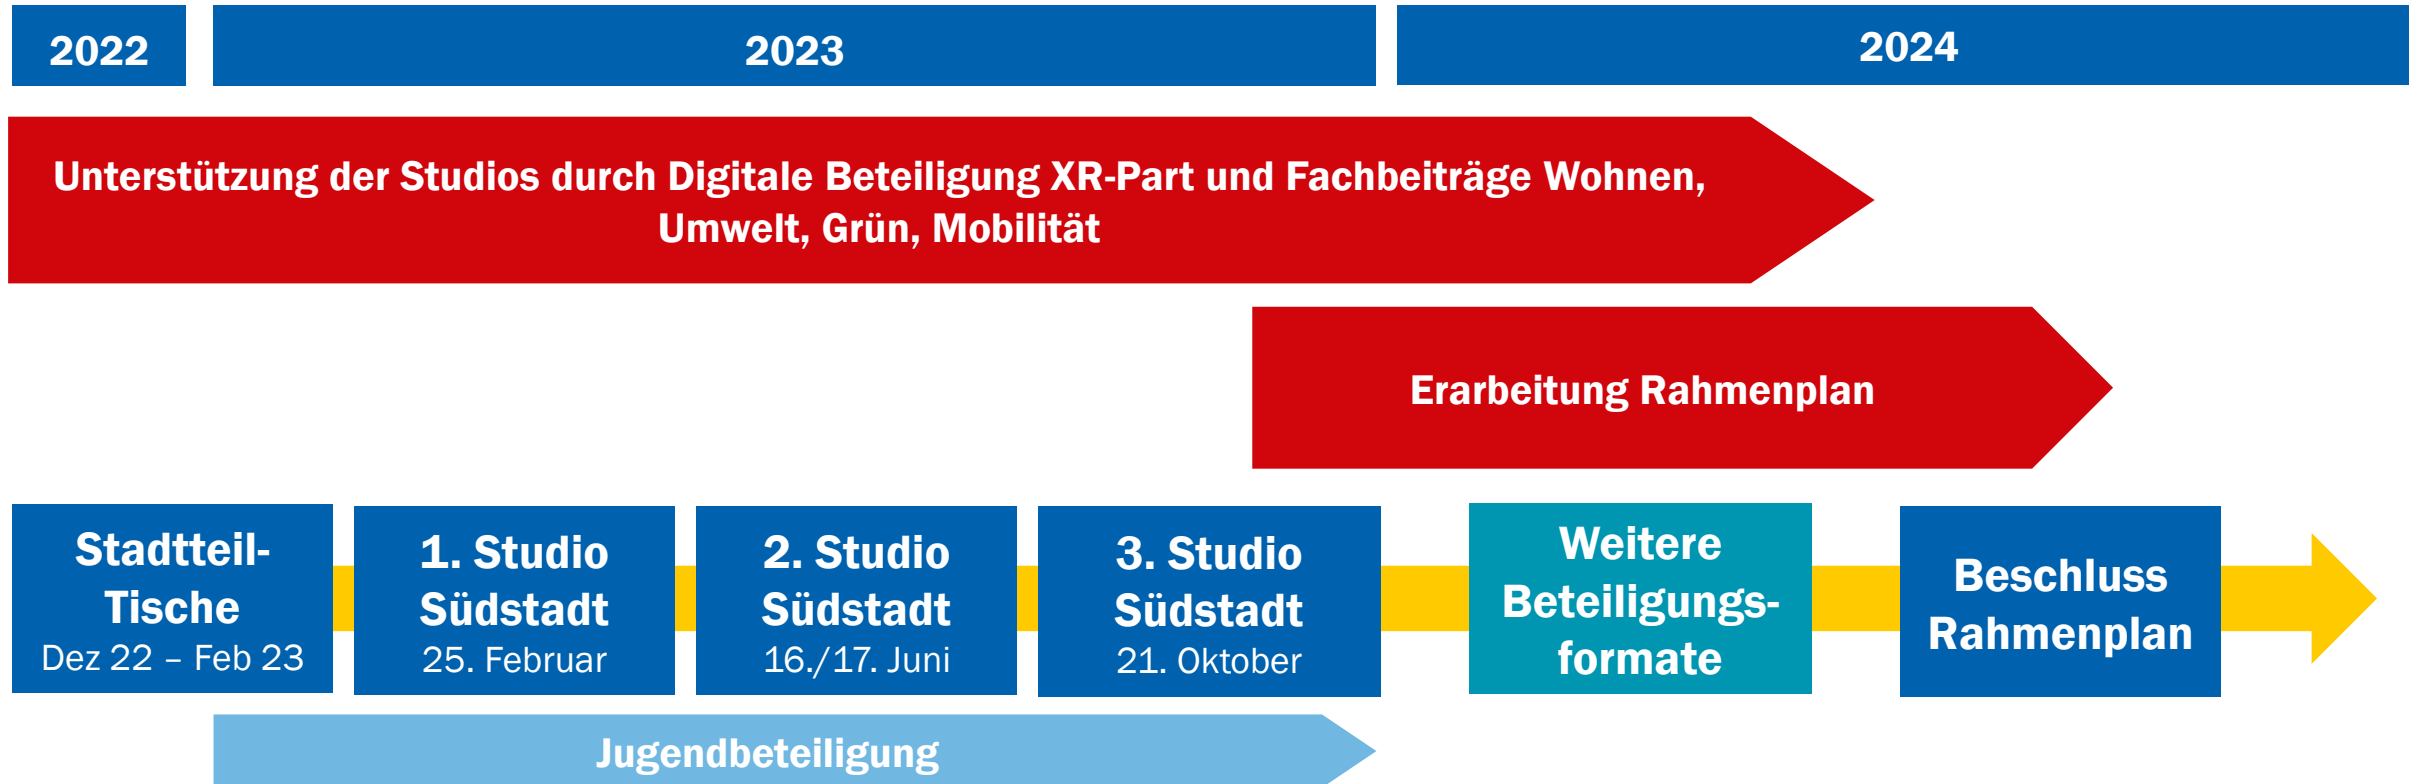 2022
2023
2024
Unterstützung der Studios durch Digitale Beteiligung XR-Part und Fachbeiträge Wohnen,
Umwelt, Grün, Mobilität
Erarbeitung Rahmenplan
Stadtteil-
Tische
Dez 22 – Feb 23
1. Studio
Südstadt
25. Februar
2. Studio
Südstadt
16./17. Juni
3. Studio
Südstadt
21. Oktober
Weitere
Beteiligungs-
formate
Beschluss
Rahmenplan
Jugendbeteiligung